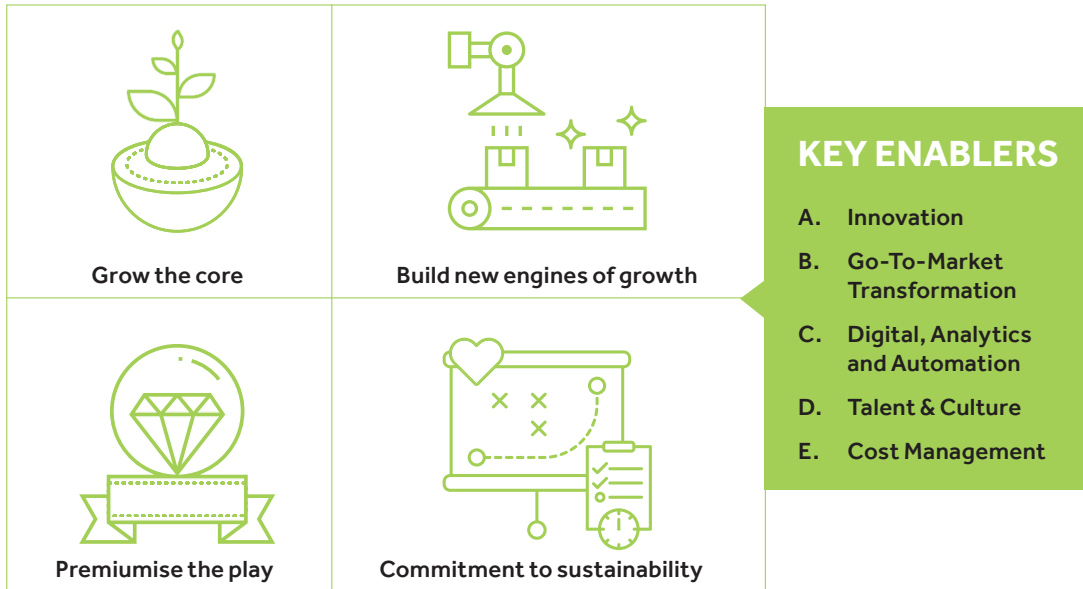 Grow the core
Build new engines of growth
Premiumise the play
Commitment to sustainability
KEY ENABLERS
A. Innovation
B. Go-To-Market
Transformation
C. Digital, Analytics
and Automation
D. Talent & Culture
E. Cost Management